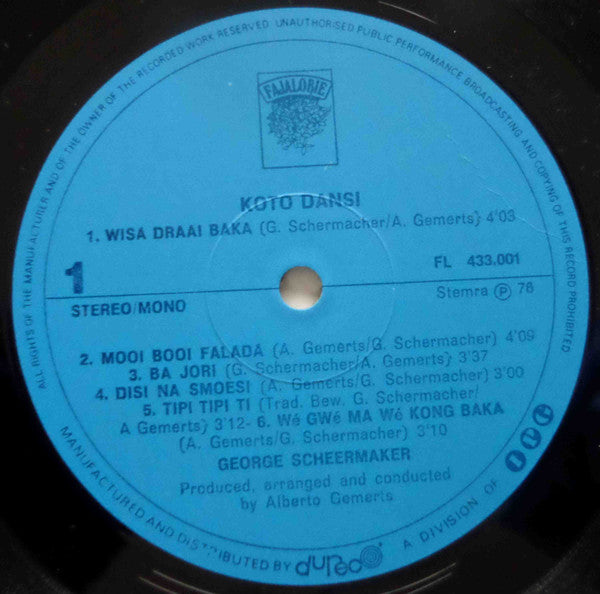 ALL RIGHTS OF THE MANUFACTURER AND OF THE OWNER OF THE RECORDED WORK RESERVED UNAUTHORISED PUBLIC PERFORMANCE BROADCASTING AND COPYING OF THIS RECORD PROHIBITED
FAJALOBIE
KOTO DANSI
1. WISA DRAAI BAKA (G. Schermacher/A. Gemerts) 4'03
1
FL 433.001
STEREO/MONO
Stemra Ⓟ 78
2. MOOI BOOI FALADA (A. Gemerts/G. Schermacher) 4'09
3. BA JORI (G. Schermacher/A. Gemerts) 3'37
4. DISI NA SMOESI (A. Gemerts/G. Schermacher) 3'00
5. TIPI TIPI TI (Trad. Bew. G. Schermacher/
A Gemerts) 3'12- 6. Wé GWé MA Wé KONG BAKA
(A. Gemerts/G. Schermacher) 3'10
GEORGE SCHEERMAKER
Produced, arranged and conducted
by Alberto Gemerts
MANUFACTURED AND DISTRIBUTED BY dureco A DIVISION OF